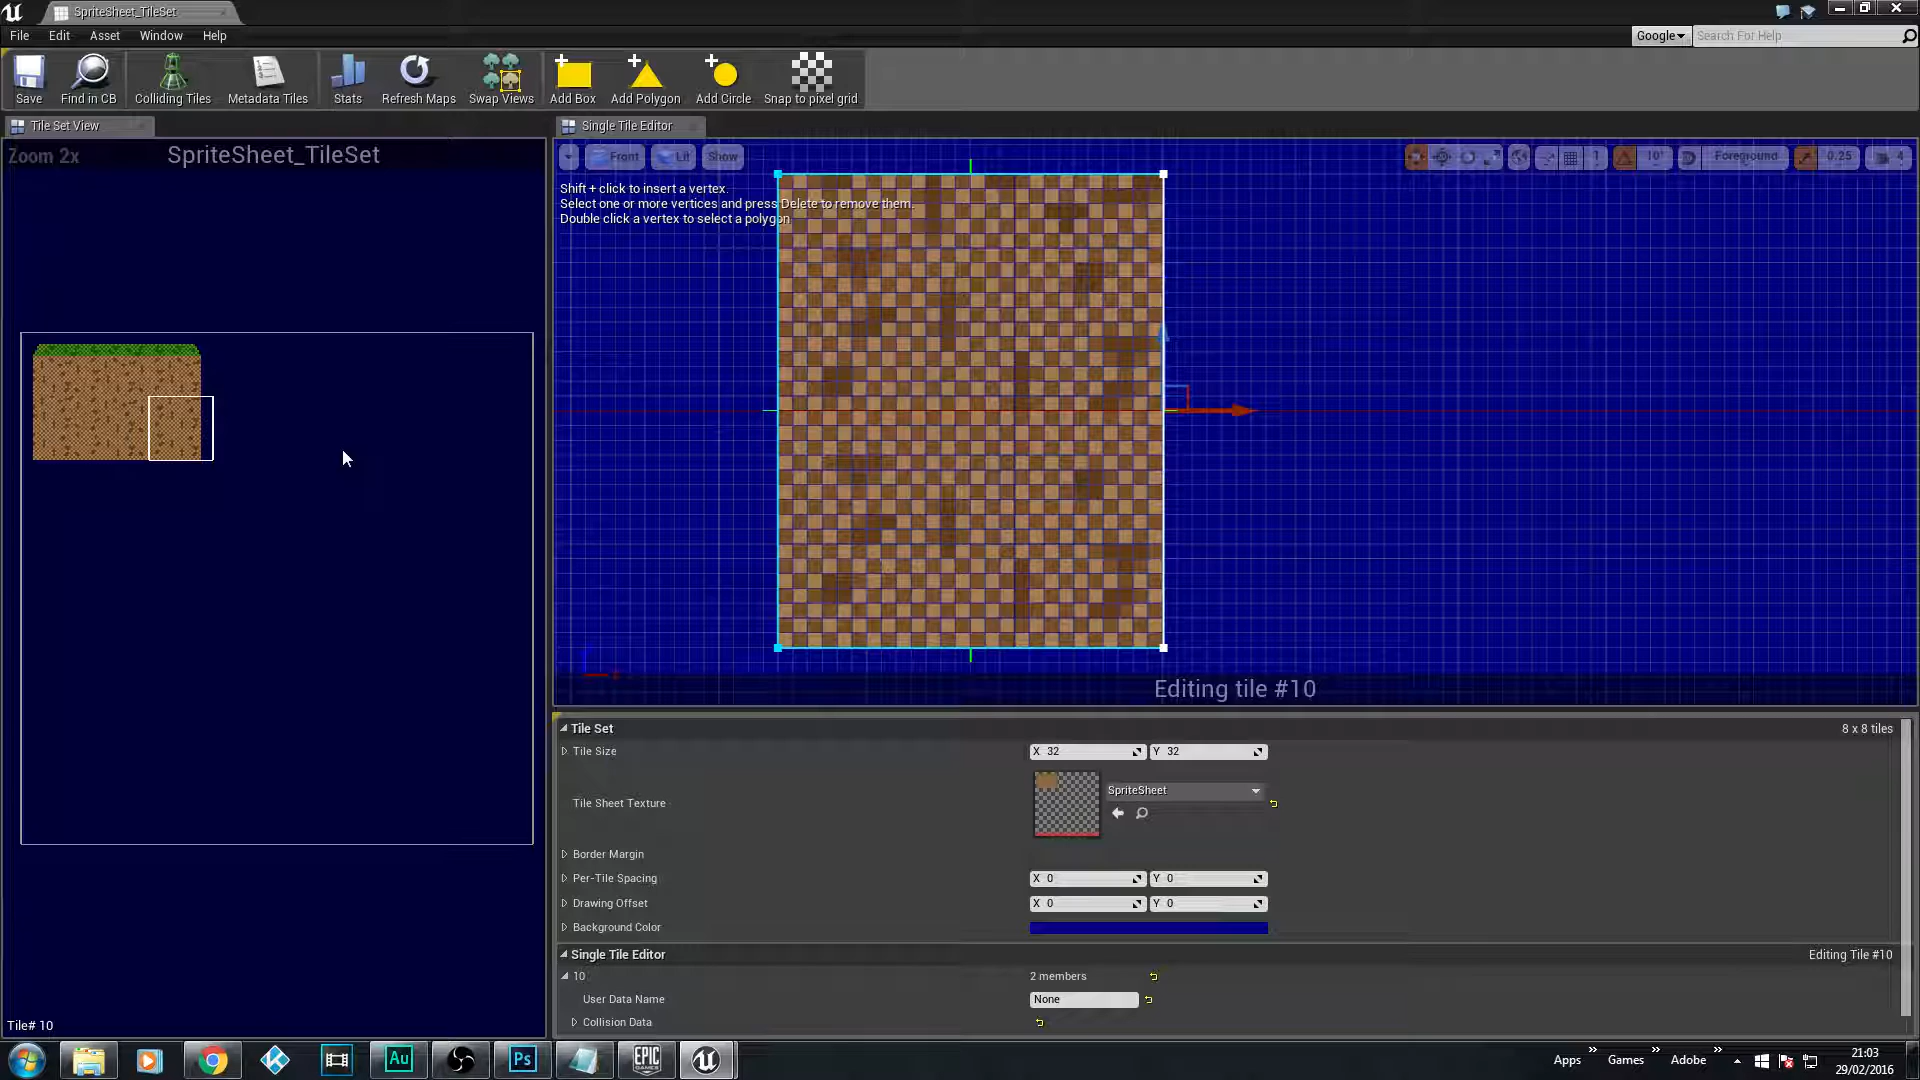 SpriteSheet_TileSet
File Edit Asset Window Help
Google
Search For Help
Save Find in CB Colliding Tiles Metadata Tiles Stats Refresh Maps Swap Views Add Box Add Polygon Add Circle Snap to pixel grid
Tile Set View
Zoom 2x SpriteSheet_TileSet
Tile# 10
Single Tile Editor
Front Lit Show 1 10° Foreground 0.25 4
Shift + click to insert a vertex.
Select one or more vertices and press Delete to remove them.
Double click a vertex to select a polygon
Editing tile #10
Tile Set 8 x 8 tiles
Tile Size X 32 Y 32
Tile Sheet Texture SpriteSheet
Border Margin
Per-Tile Spacing X 0 Y 0
Drawing Offset X 0 Y 0
Background Color
Single Tile Editor Editing Tile #10
10 2 members
User Data Name None
Collision Data
Au Ps EPIC GAMES
Apps » Games » Adobe »
21:03
29/02/2016